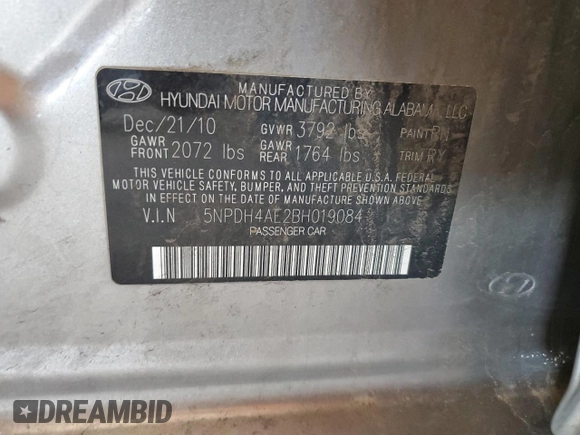 MANUFACTURED BY
HYUNDAI MOTOR MANUFACTURING ALABAMA, LLC
Dec/21/10 GVWR 3792 lbs PAINT RN
GAWR FRONT 2072 lbs GAWR REAR 1764 lbs TRIM RY
THIS VEHICLE CONFORMS TO ALL APPLICABLE U.S.A. FEDERAL
MOTOR VEHICLE SAFETY, BUMPER, AND THEFT PREVENTION
STANDARDS IN EFFECT ON THE DATE OF MANUFACTURE SHOWN ABOVE.
V.I.N 5NPDH4AE2BH019084
PASSENGER CAR
DREAMBID